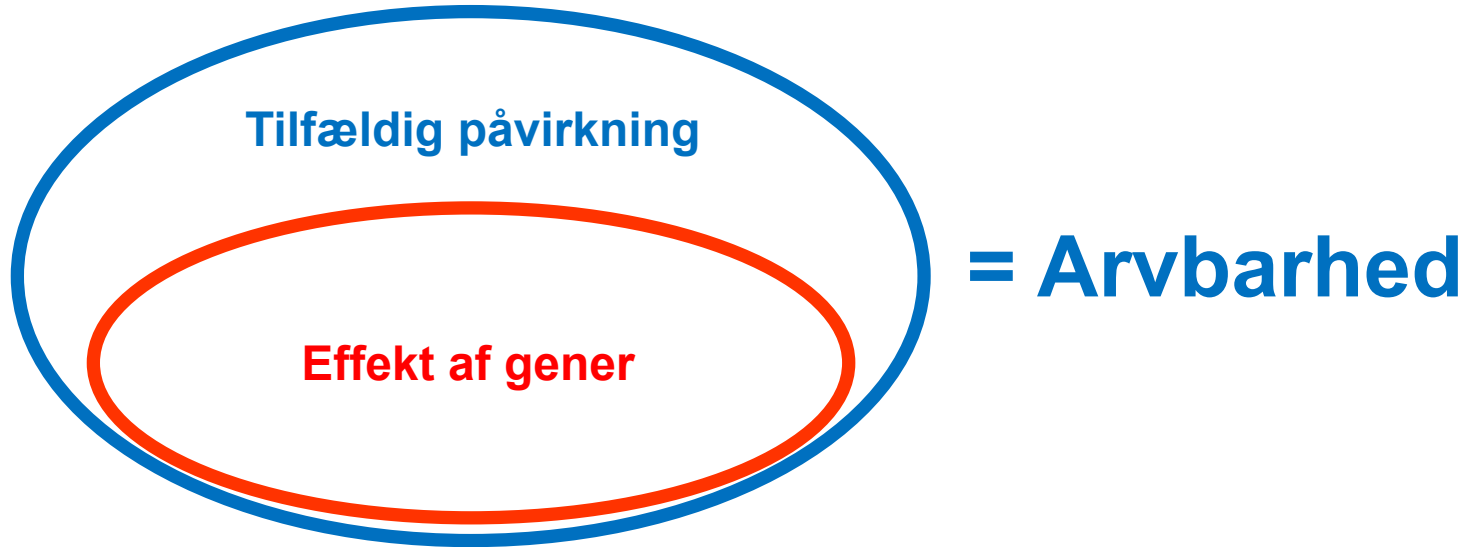 Tilfældig påvirkning
= Arvbarhed
Effekt af gener